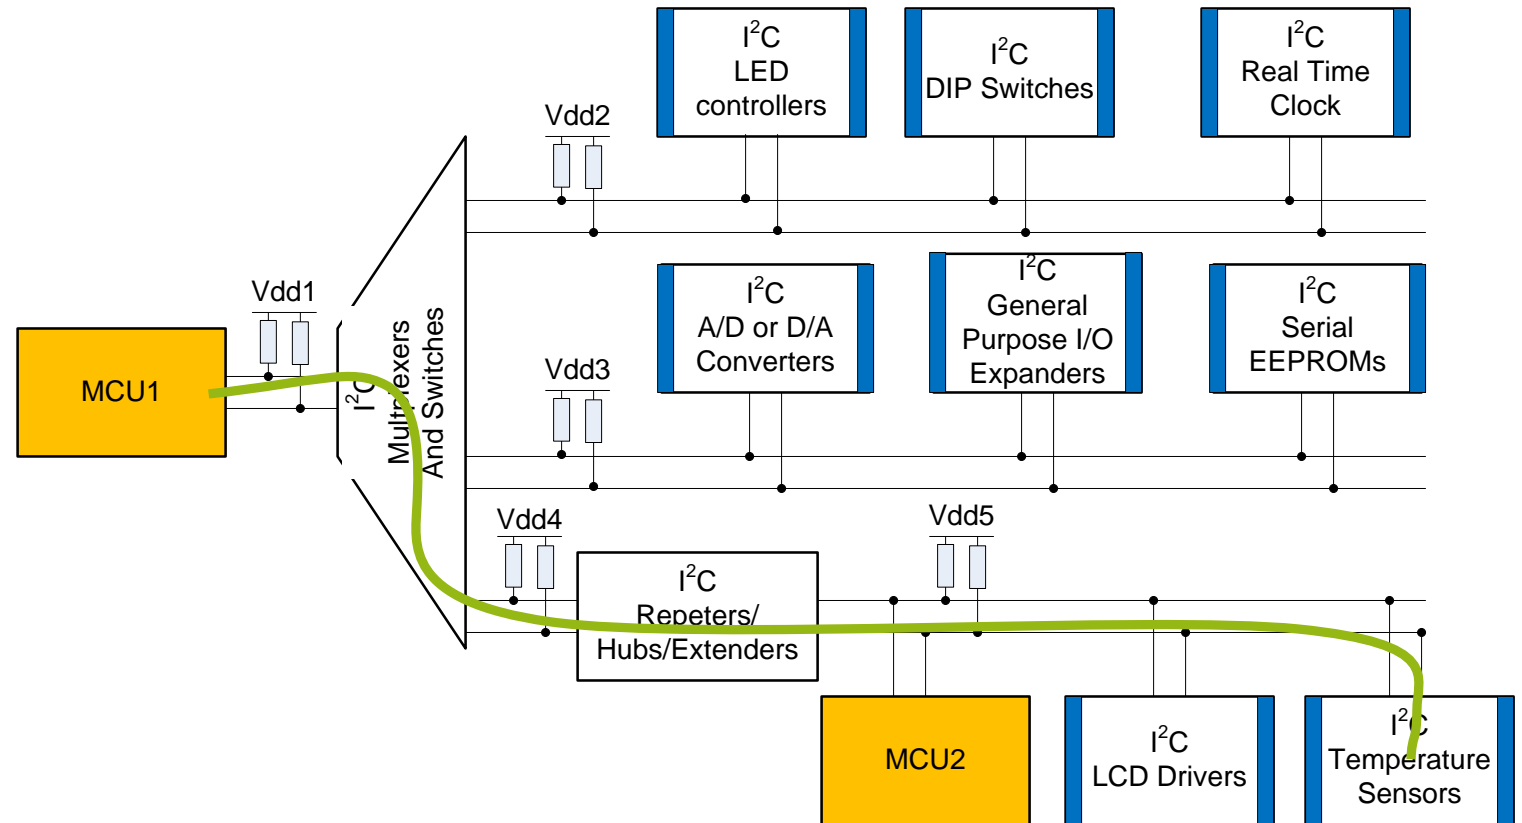 I²C
LED
controllers
I²C
DIP Switches
I²C
Real Time
Clock
Vdd2
Vdd1
MCU1
I²C
Multiplexers
And Switches
I²C
A/D or D/A
Converters
I²C
General
Purpose I/O
Expanders
I²C
Serial
EEPROMs
Vdd3
Vdd4
Vdd5
I²C
Repeters/
Hubs/Extenders
MCU2
I²C
LCD Drivers
I²C
Temperature
Sensors